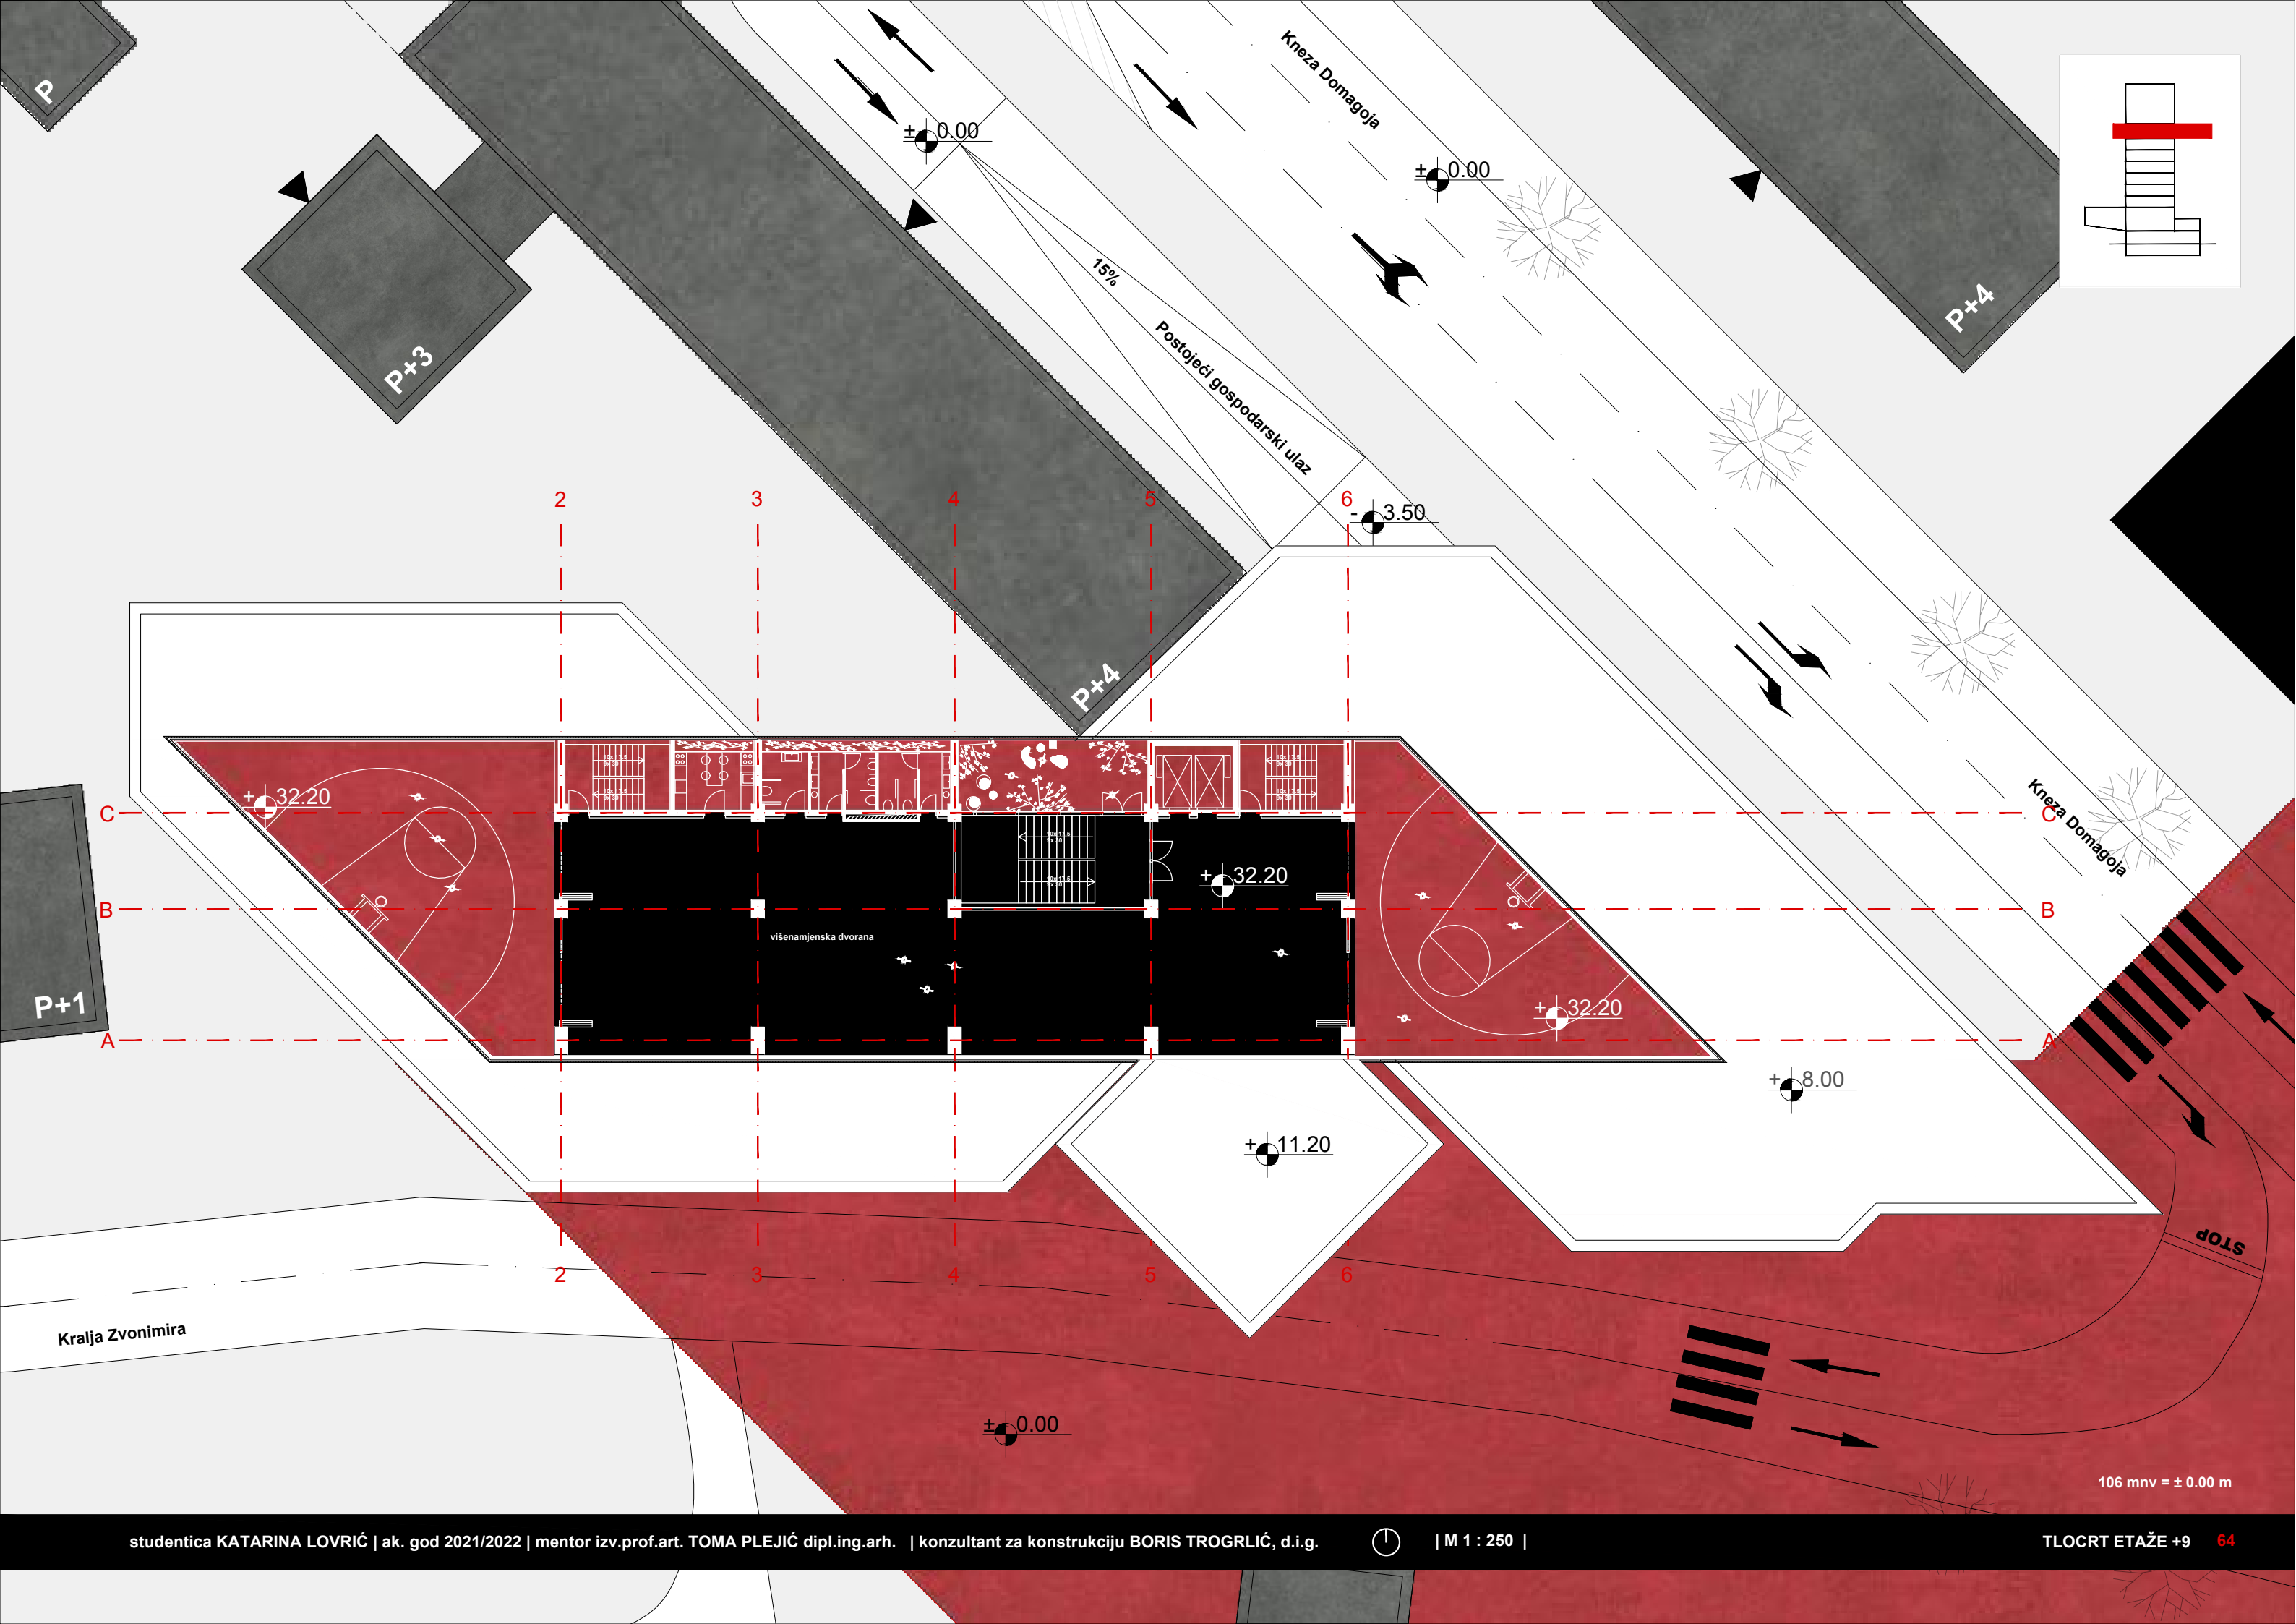 P
Kneza Domagoja
± 0.00
± 0.00
15%
P+3
P+4
Postojeći gospodarski ulaz
2
3
4
5
6
- 3.50
P+4
+ 32.20
C
C
Kneza Domagoja
+ 32.20
B
B
višenamjenska dvorana
P+1
+ 32.20
A
A
+ 8.00
+ 11.20
STOP
2
3
4
5
6
Kralja Zvonimira
± 0.00
106 mnv = ± 0.00 m
studentica KATARINA LOVRIĆ | ak. god 2021/2022 | mentor izv.prof.art. TOMA PLEJIĆ dipl.ing.arh. | konzultant za konstrukciju BORIS TROGRLIĆ, d.i.g. | M 1 : 250 | TLOCRT ETAŽE +9 64